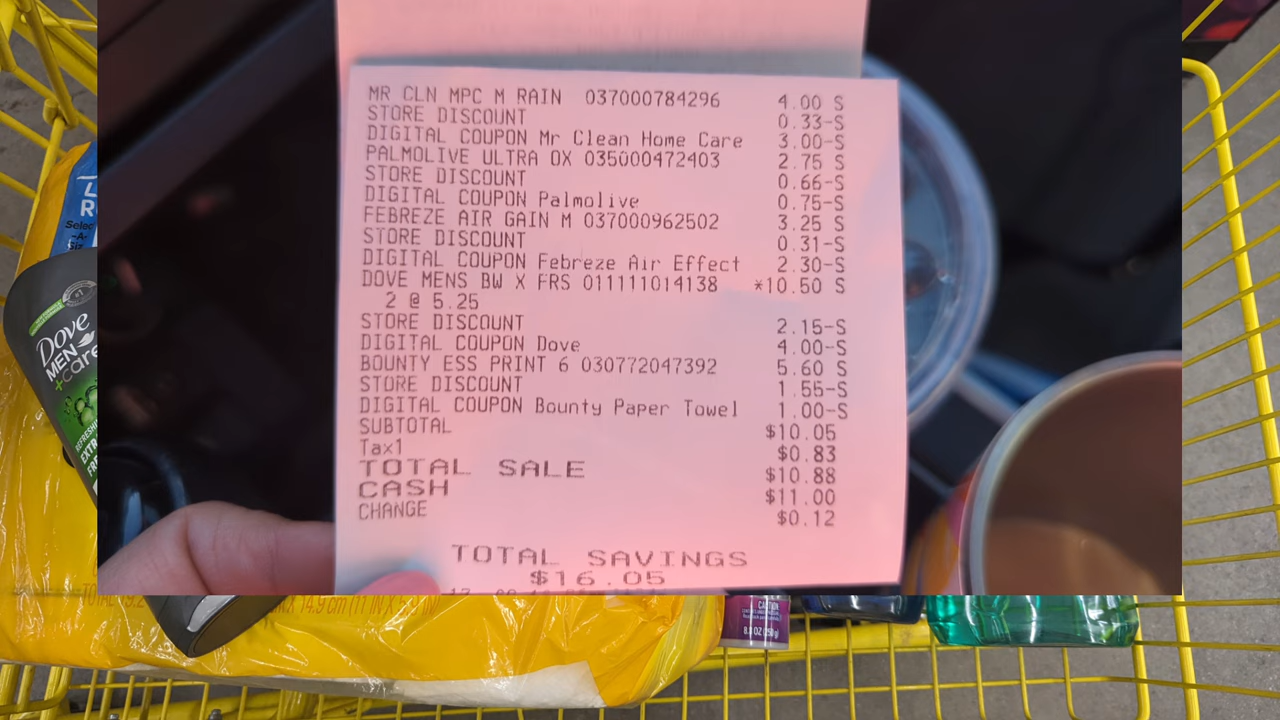 MR CLN MPC M RAIN 037000784296 4.00 S
STORE DISCOUNT 0.33-S
DIGITAL COUPON Mr Clean Home Care 3.00-S
PALMOLIVE ULTRA OX 035000472403 2.75 S
STORE DISCOUNT 0.66-S
DIGITAL COUPON Palmolive 0.75-S
FEBREZE AIR GAIN M 037000962502 3.25 S
STORE DISCOUNT 0.31-S
DIGITAL COUPON Febreze Air Effect 2.30-S
DOVE MENS BW X FRS 011111014138 *10.50 S
2 @ 5.25
STORE DISCOUNT 2.15-S
DIGITAL COUPON Dove 4.00-S
BOUNTY ESS PRINT 6 030772047392 5.60 S
STORE DISCOUNT 1.55-S
DIGITAL COUPON Bounty Paper Towel 1.00-S
SUBTOTAL $10.05
Tax1 $0.83
TOTAL SALE $10.88
CASH $11.00
CHANGE $0.12
TOTAL SAVINGS
$16.05
Dove
MEN
+Care
CAUTION